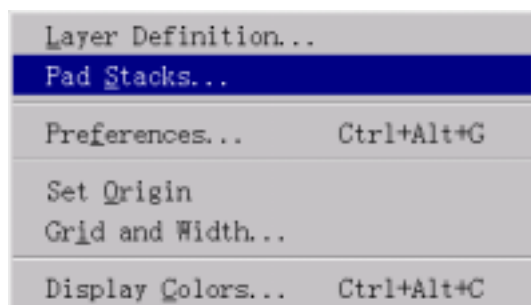 Layer Definition...
Pad Stacks...
Preferences... Ctrl+Alt+G
Set Origin
Grid and Width...
Display Colors... Ctrl+Alt+C